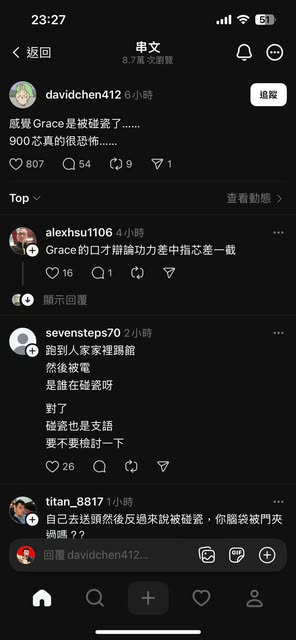 23:27
51
返回
串文
8.7萬 次瀏覽
davidchen412 6小時
追蹤
感覺Grace是被碰瓷了……
900芯真的很恐怖……
807 54 9 1
Top
查看動態
alexhsu1106 4小時
Grace的口才辯論功力差中指芯差一截
16 1
顯示回覆
sevensteps70 2小時
跑到人家家裡踢館
然後被電
是誰在碰瓷呀
對了
碰瓷也是支語
要不要檢討一下
26
titan_8817 1小時
自己去送頭然後反過來說被碰瓷，你腦袋被門夾
過嗎？？
回覆 davidchen412...
GIF